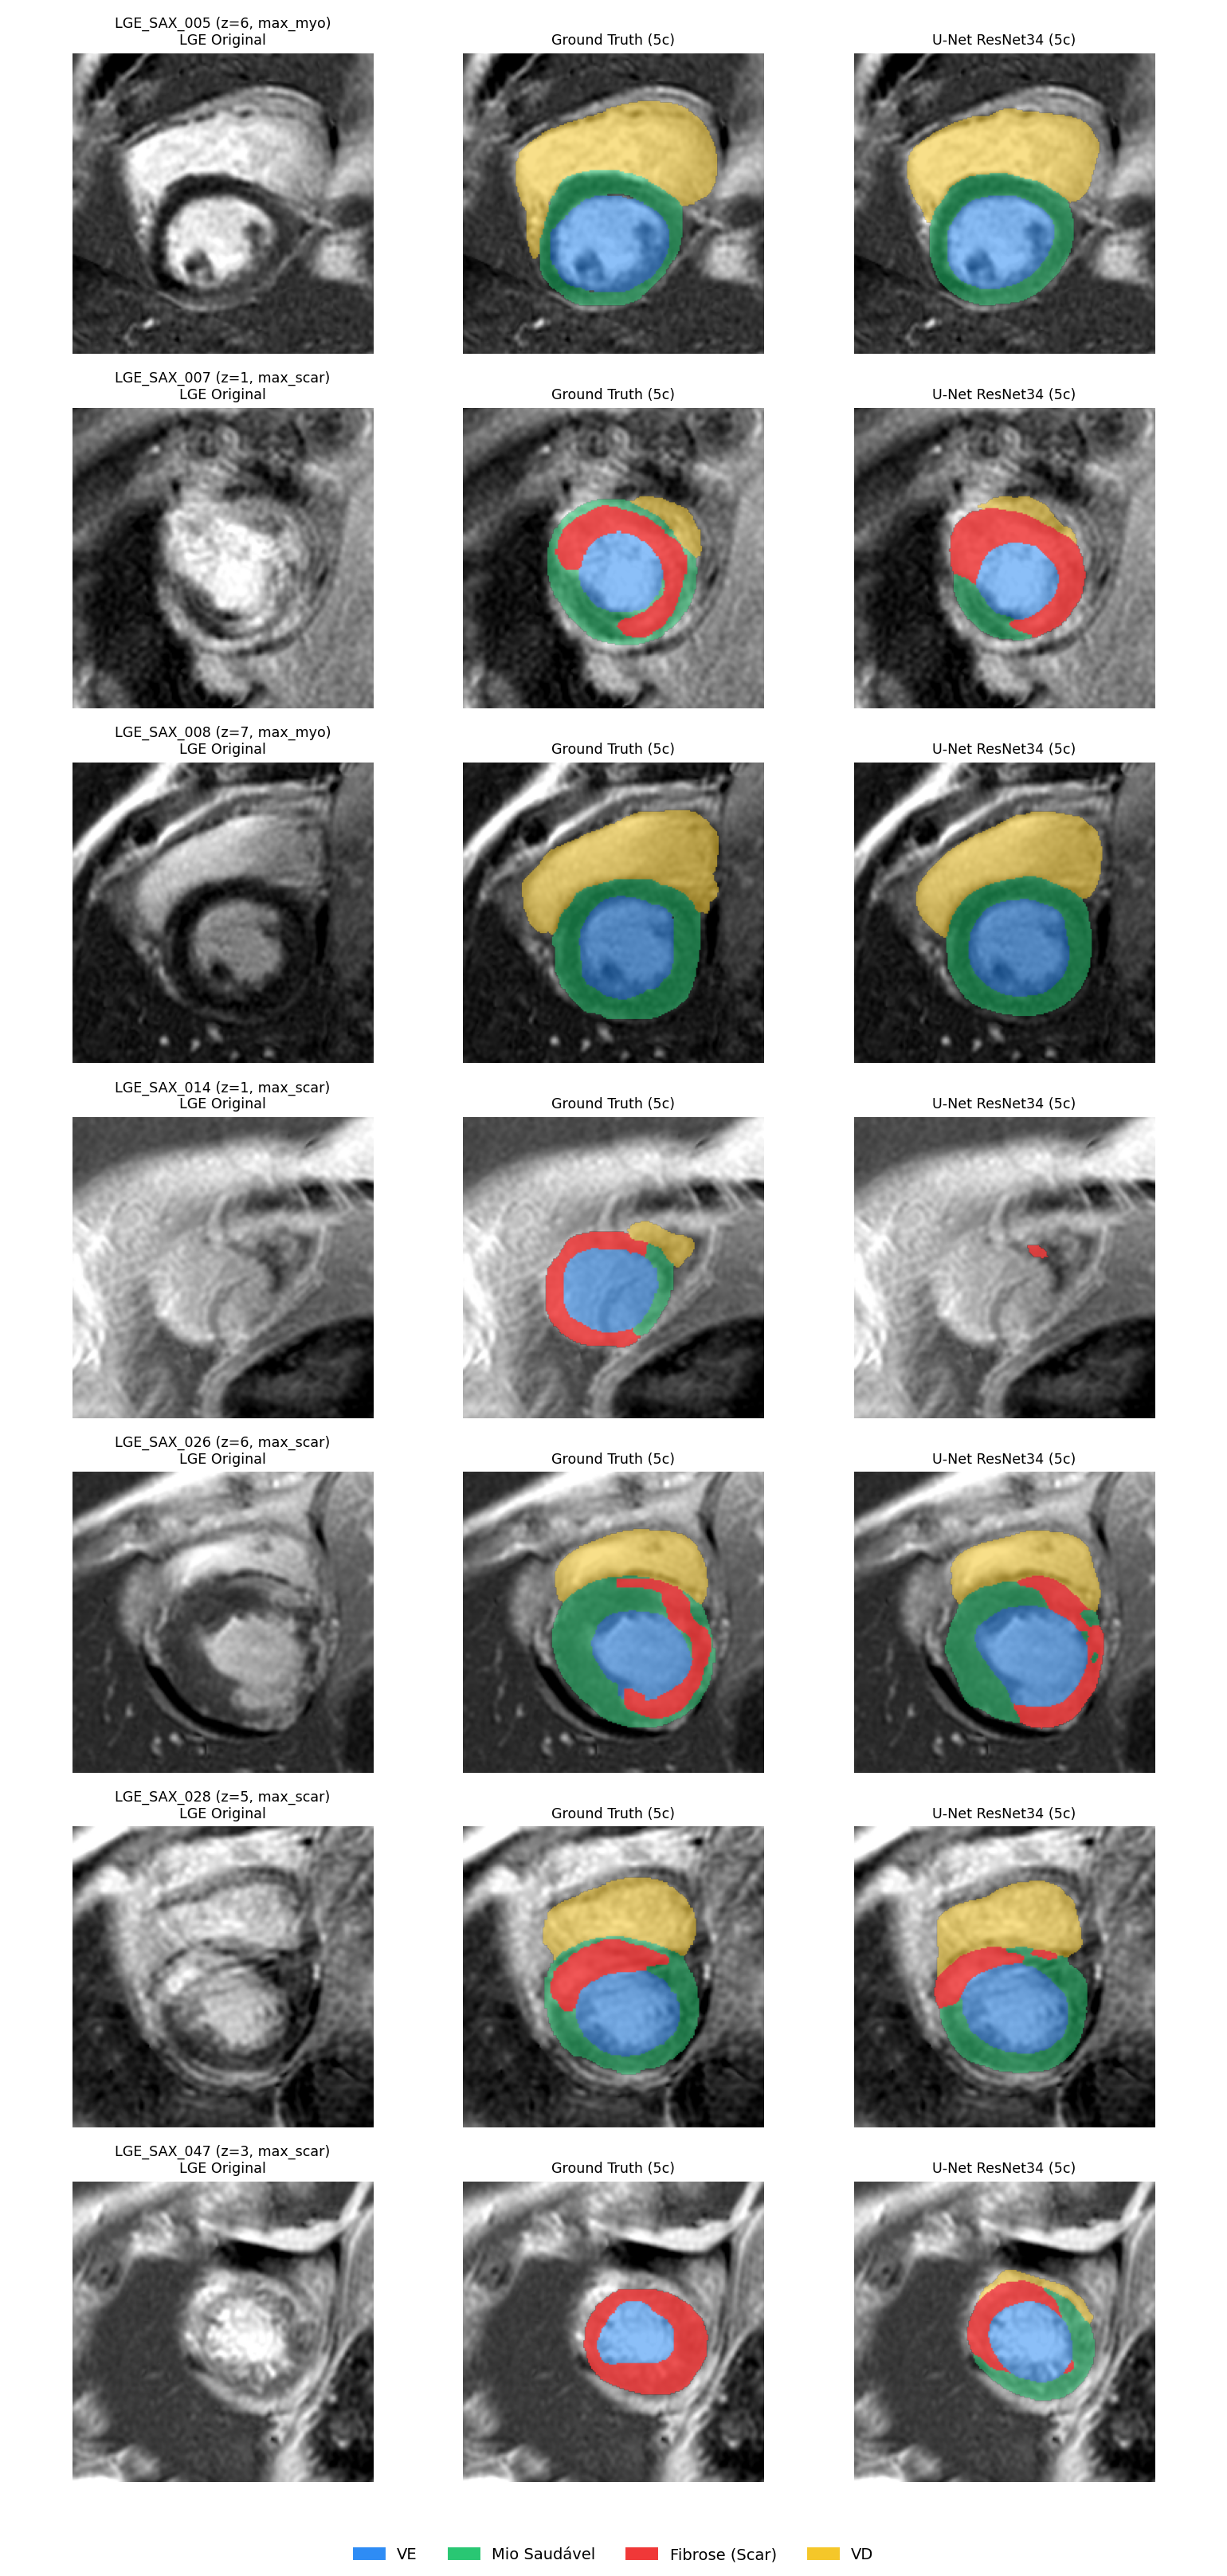 LGE_SAX_005 (z=6, max_myo)
LGE Original
Ground Truth (5c)
U-Net ResNet34 (5c)
LGE_SAX_007 (z=1, max_scar)
LGE Original
Ground Truth (5c)
U-Net ResNet34 (5c)
LGE_SAX_008 (z=7, max_myo)
LGE Original
Ground Truth (5c)
U-Net ResNet34 (5c)
LGE_SAX_014 (z=1, max_scar)
LGE Original
Ground Truth (5c)
U-Net ResNet34 (5c)
LGE_SAX_026 (z=6, max_scar)
LGE Original
Ground Truth (5c)
U-Net ResNet34 (5c)
LGE_SAX_028 (z=5, max_scar)
LGE Original
Ground Truth (5c)
U-Net ResNet34 (5c)
LGE_SAX_047 (z=3, max_scar)
LGE Original
Ground Truth (5c)
U-Net ResNet34 (5c)
VE
Mio Saudável
Fibrose (Scar)
VD